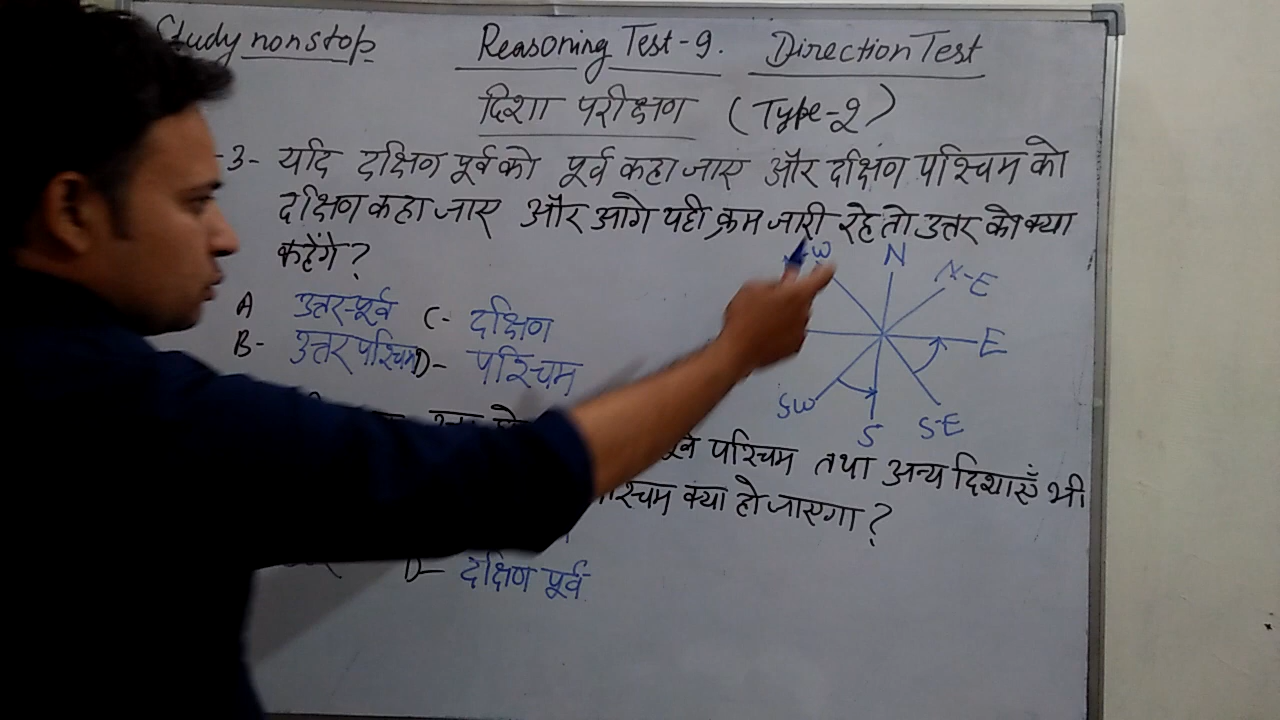 Study nonstop Reasoning Test-9. Direction Test
दिशा परीक्षण (Type-2)
-3- यदि दक्षिण पूर्व को पूर्व कहा जाए और दक्षिण पश्चिम को
दक्षिण कहा जाए और आगे यही क्रम जारी रहे तो उत्तर को क्या
कहेंगे?
A उत्तर-पूर्व C- दक्षिण
B- उत्तर पश्चिम D- पश्चिम
W N N-E
E
SW S S-E
पश्चिम तथा अन्य दिशाएँ भी
क्या हो जाएगा?
D- दक्षिण पूर्व